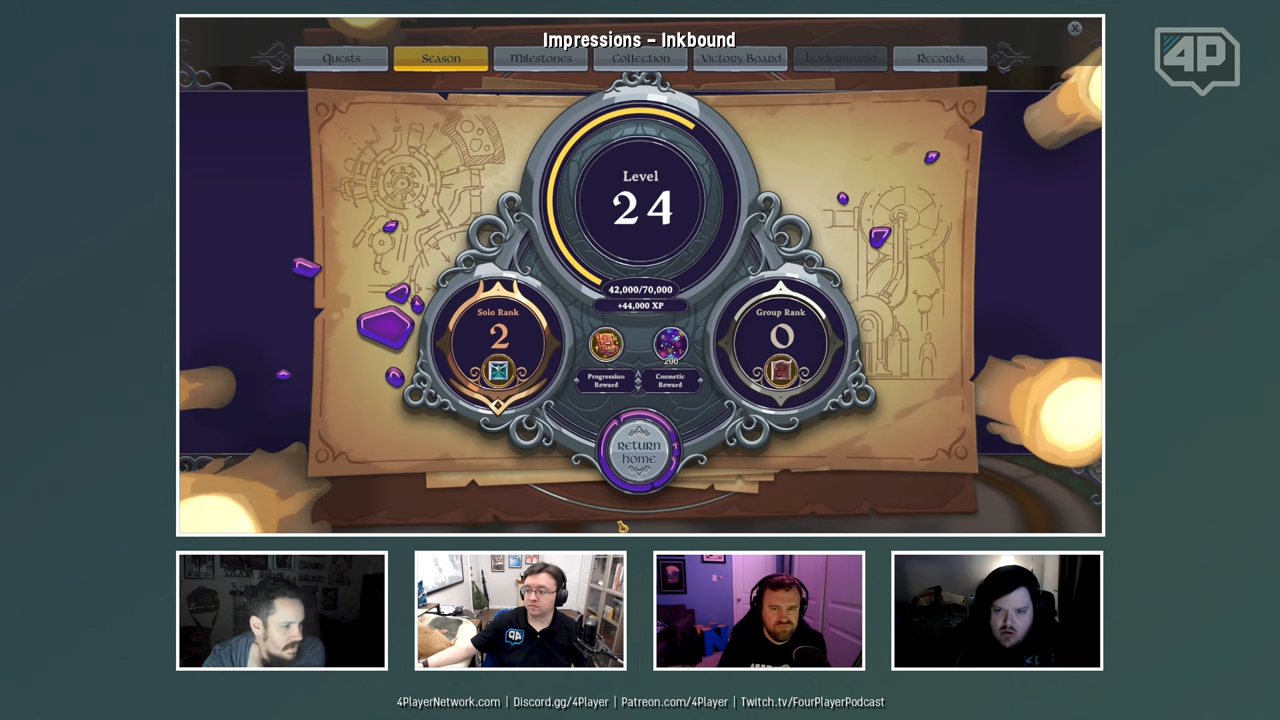 Impressions – Inkbound
4P
Quests
Season
Milestones
Collection
Victory Board
Leaderboard
Records
Level
24
42,000/70,000
+44,000 XP
Solo Rank
2
Group Rank
0
200
Progression
Reward
Cosmetic
Reward
Return
Home
4PlayerNetwork.com | Discord.gg/4Player | Patreon.com/4Player | Twitch.tv/FourPlayerPodcast